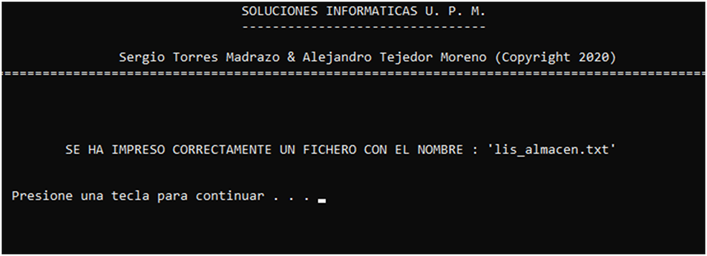 SOLUCIONES INFORMATICAS U. P. M.
--------------------------------
Sergio Torres Madrazo & Alejandro Tejedor Moreno (Copyright 2020)
============================================================================================
SE HA IMPRESO CORRECTAMENTE UN FICHERO CON EL NOMBRE : 'lis_almacen.txt'
Presione una tecla para continuar . . .